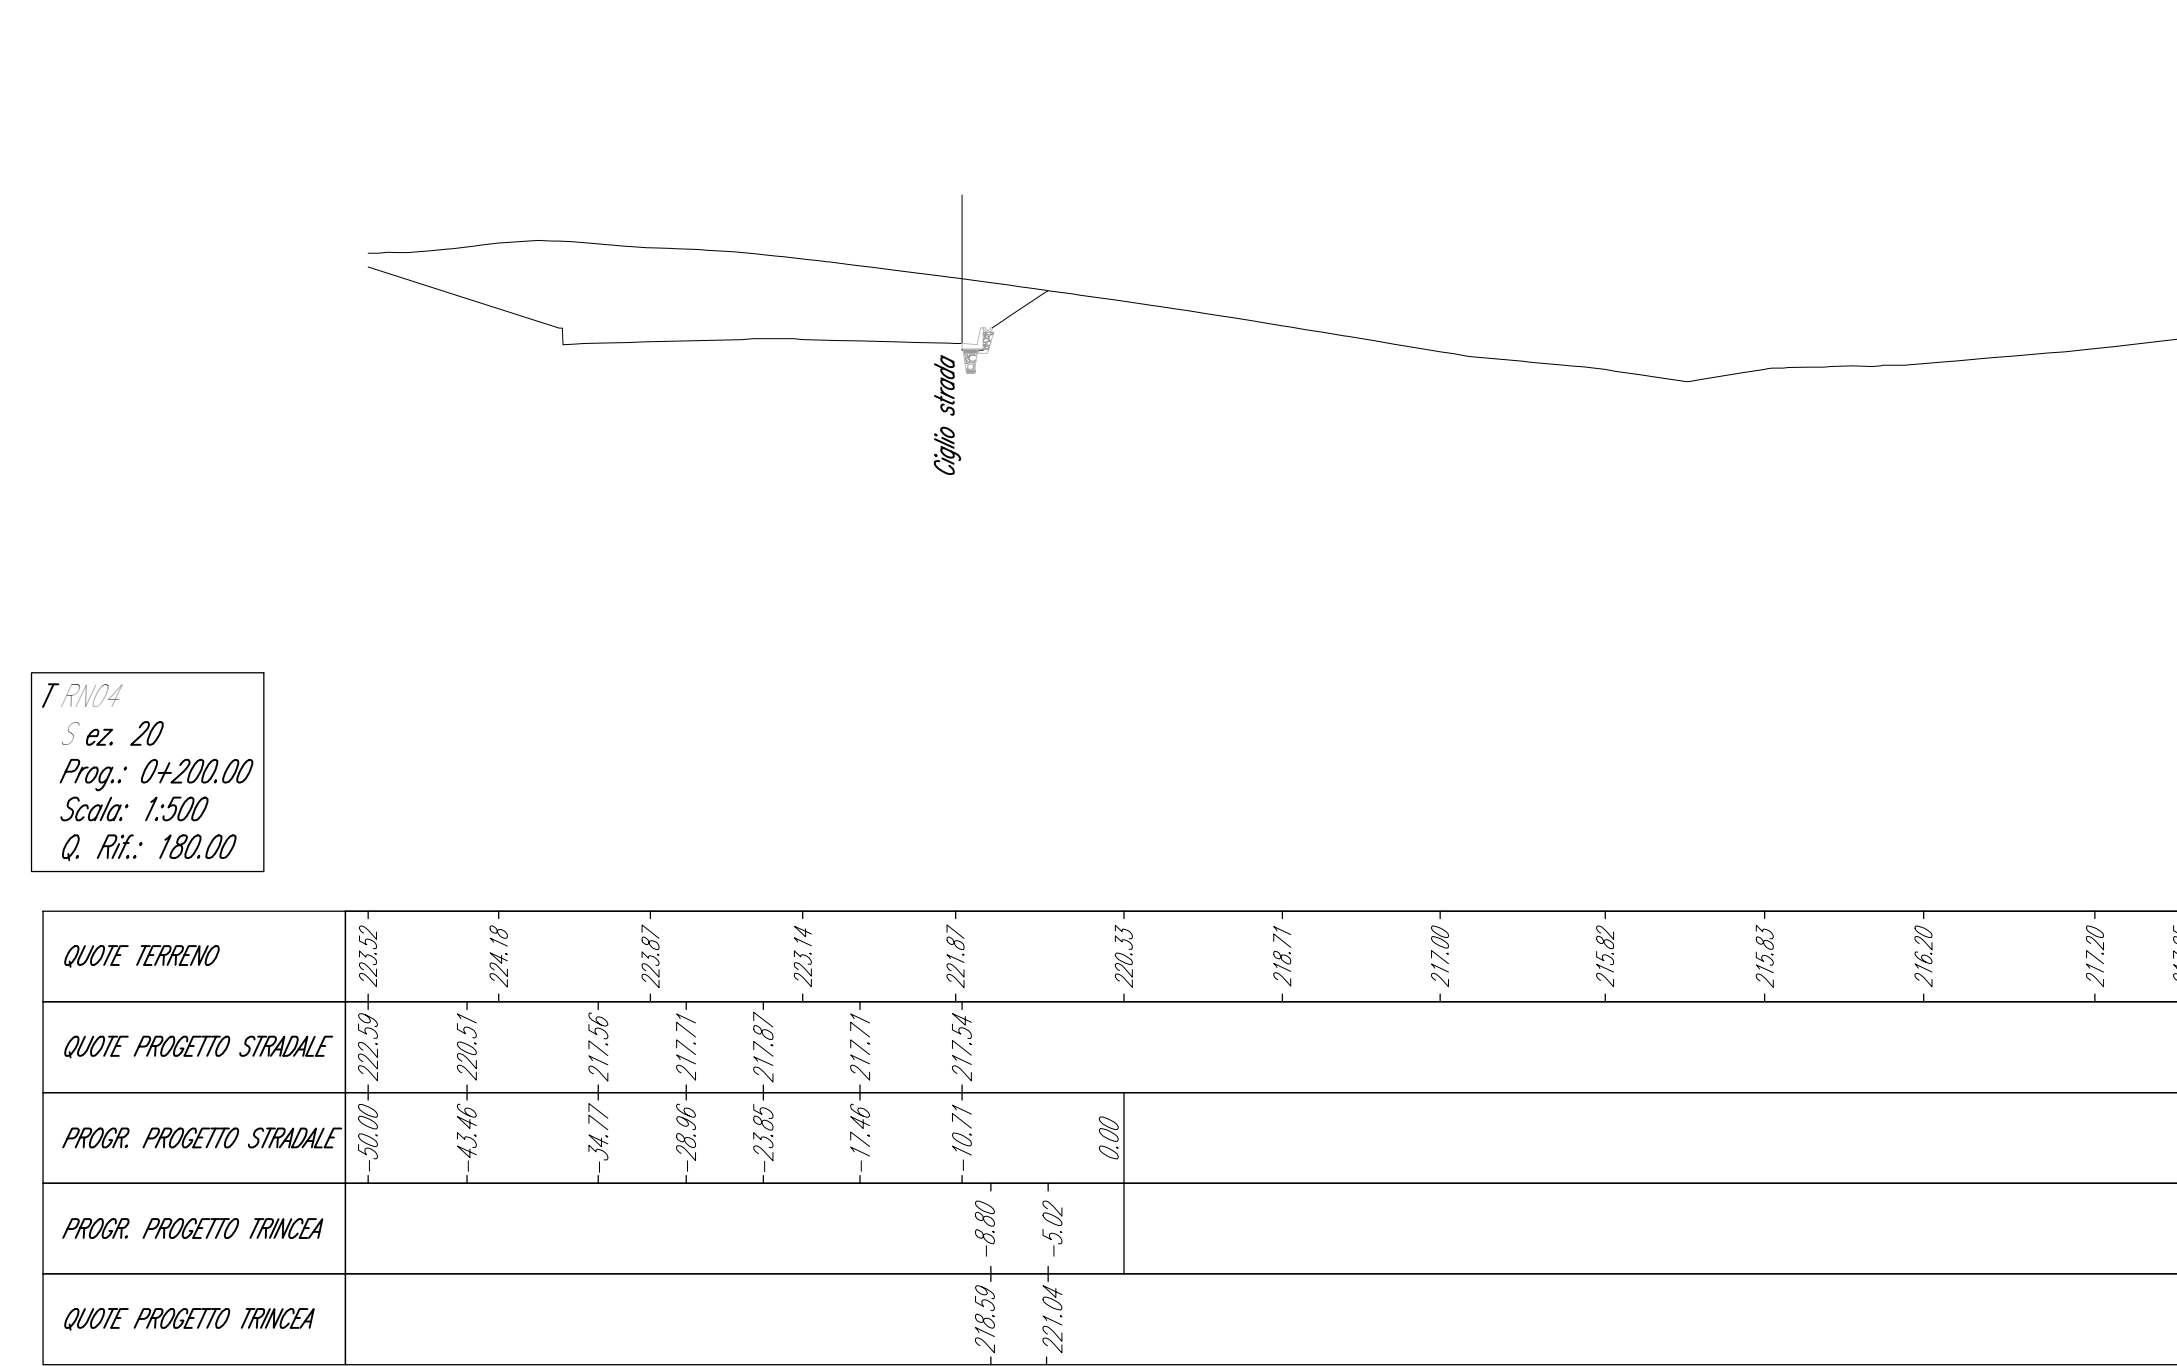 Ciglio strada
TRN04
Sez. 20
Prog.: 0+200.00
Scala: 1:500
Q. Rif.: 180.00
QUOTE TERRENO 223.52 224.18 223.87 223.14 221.87 220.33 218.71 217.00 215.82 215.83 216.20 217.20
QUOTE PROGETTO STRADALE 222.59 220.51 217.56 217.71 217.87 217.71 217.54
PROGR. PROGETTO STRADALE -50.00 -43.46 -34.77 -28.96 -23.85 -17.46 -10.71 0.00
PROGR. PROGETTO TRINCEA -8.80 -5.02
QUOTE PROGETTO TRINCEA 218.59 221.04